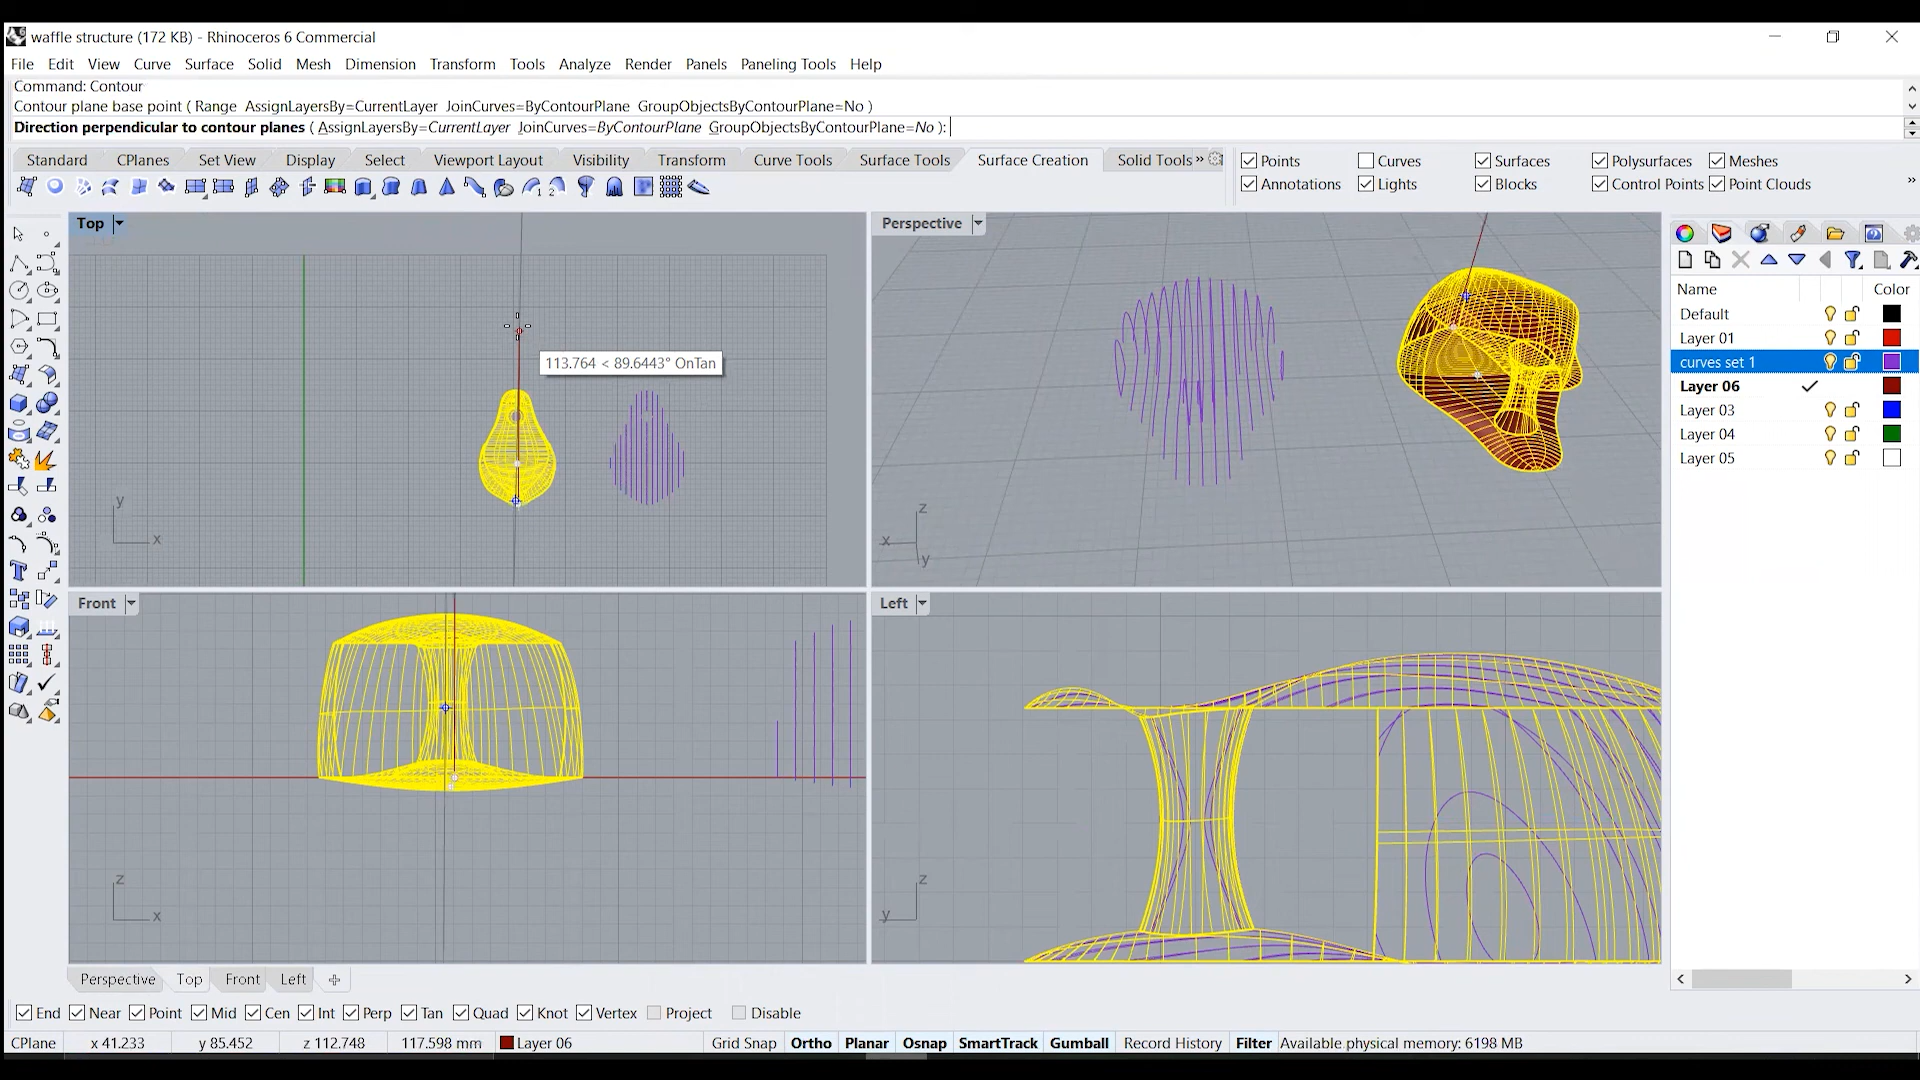 waffle structure (172 KB) - Rhinoceros 6 Commercial
File Edit View Curve Surface Solid Mesh Dimension Transform Tools Analyze Render Panels Paneling Tools Help
Command: Contour
Contour plane base point ( Range AssignLayersBy=CurrentLayer JoinCurves=ByContourPlane GroupObjectsByContourPlane=No )
Direction perpendicular to contour planes ( AssignLayersBy=CurrentLayer JoinCurves=ByContourPlane GroupObjectsByContourPlane=No ):
Standard CPlanes Set View Display Select Viewport Layout Visibility Transform Curve Tools Surface Tools Surface Creation Solid Tools »
Points Curves Surfaces Polysurfaces Meshes
Annotations Lights Blocks Control Points Point Clouds »
Top
Perspective
113.764 < 89.6443° OnTan
y
x
z
x
y
Front
Left
z
x
z
y
Name Color
Default
Layer 01
curves set 1
Layer 06
Layer 03
Layer 04
Layer 05
Perspective Top Front Left
End Near Point Mid Cen Int Perp Tan Quad Knot Vertex Project Disable
CPlane x 41.233 y 85.452 z 112.748 117.598 mm Layer 06 Grid Snap Ortho Planar Osnap SmartTrack Gumball Record History Filter Available physical memory: 6198 MB